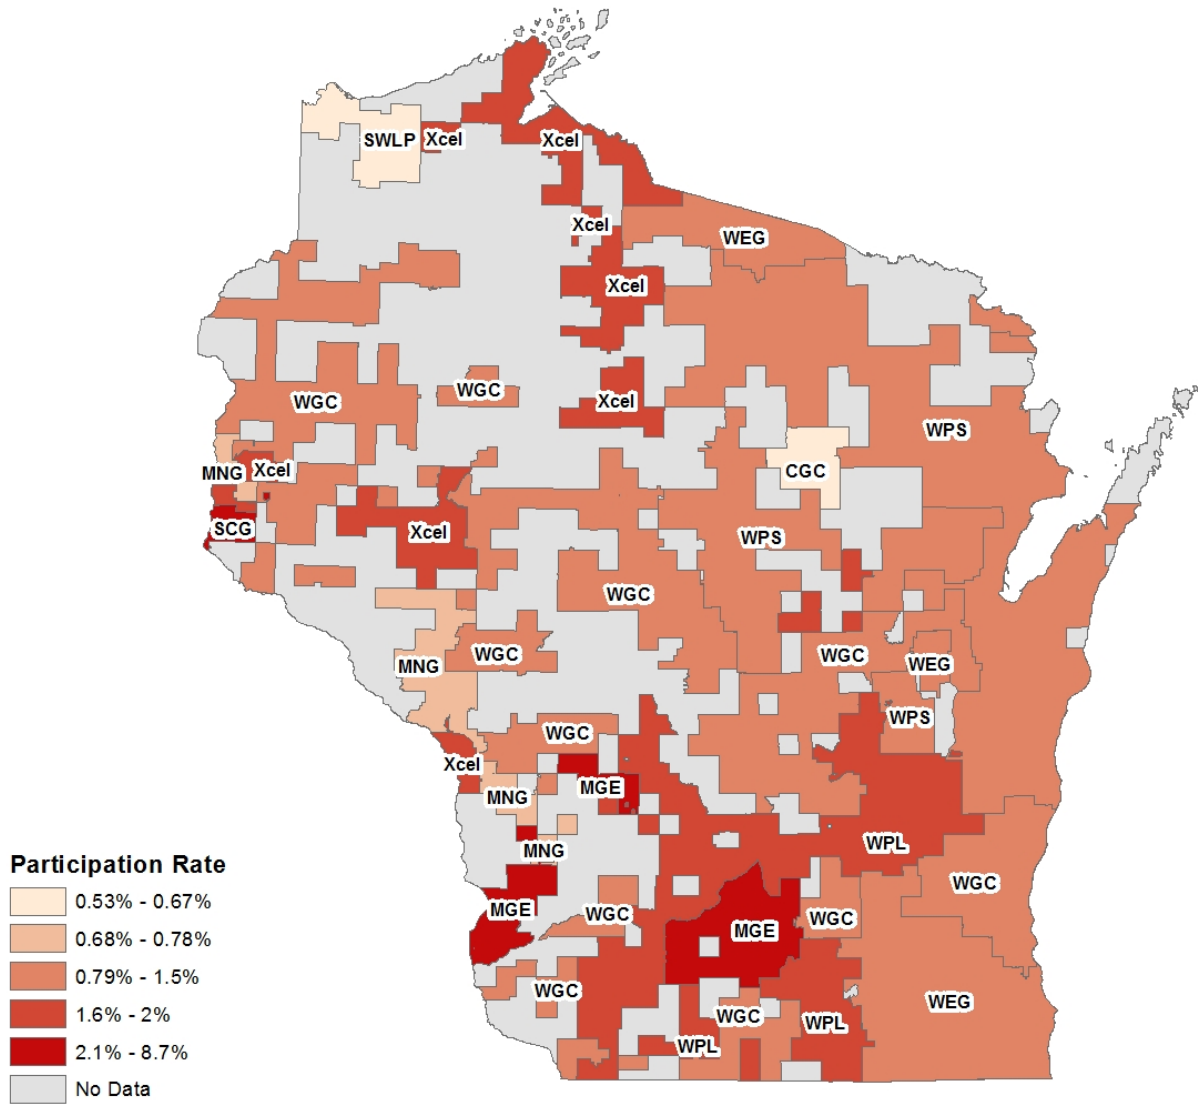 SWLP
Xcel
Xcel
Xcel
WEG
Xcel
WGC
WGC
Xcel
WPS
MNG
Xcel
CGC
SCG
Xcel
WPS
WGC
WGC
MNG
WGC
WEG
WPS
WGC
Xcel
MGE
MNG
WPL
MNG
Participation Rate
0.53% - 0.67%
0.68% - 0.78%
0.79% - 1.5%
1.6% - 2%
2.1% - 8.7%
No Data
WGC
MGE
WGC
WGC
MGE
WGC
WEG
WGC
WPL
WPL